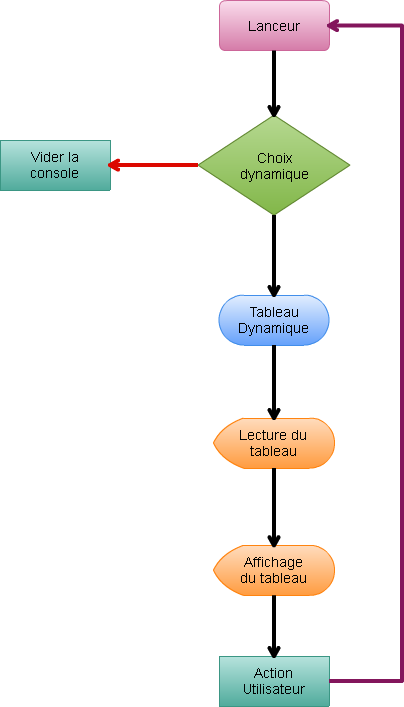 Lanceur
Choix
dynamique
Vider la
console
Tableau
Dynamique
Lecture du
tableau
Affichage
du tableau
Action
Utilisateur